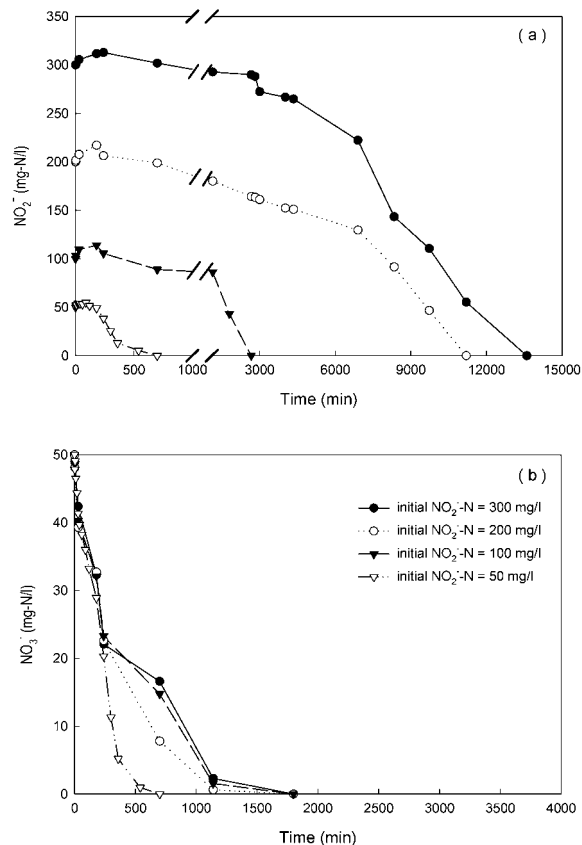 ( a )
NO2- (mg-N/l)
350
300
250
200
150
100
50
0
0 500 1000 3000 6000 9000 12000 15000
Time (min)
( b )
NO3- (mg-N/l)
50
40
30
20
10
0
initial NO2--N = 300 mg/l
initial NO2--N = 200 mg/l
initial NO2--N = 100 mg/l
initial NO2--N = 50 mg/l
0 500 1000 1500 2000 2500 3000 3500 4000
Time (min)